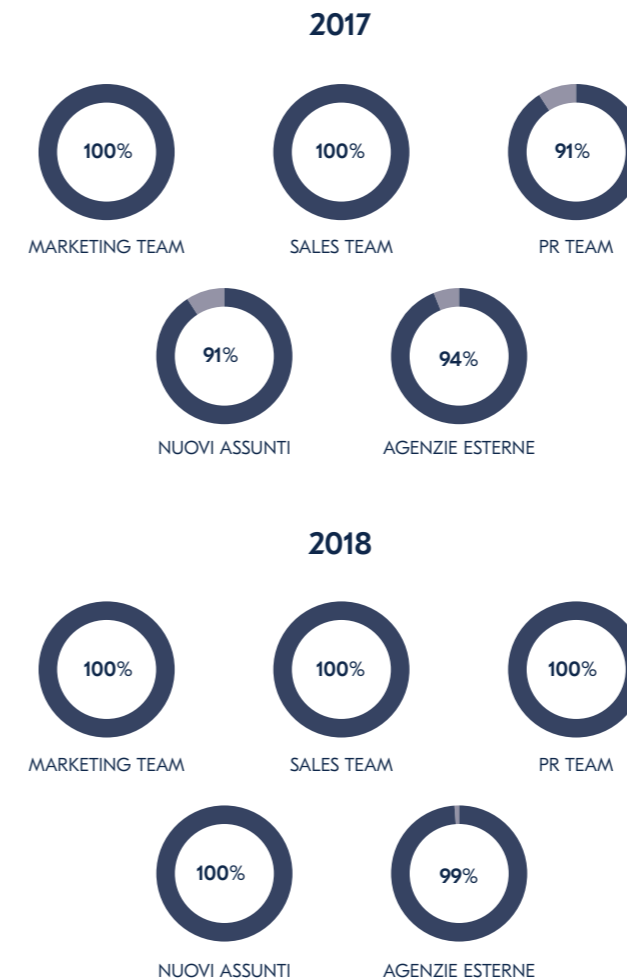 2017
100% 100% 91%
MARKETING TEAM SALES TEAM PR TEAM
91% 94%
NUOVI ASSUNTI AGENZIE ESTERNE
2018
100% 100% 100%
MARKETING TEAM SALES TEAM PR TEAM
100% 99%
NUOVI ASSUNTI AGENZIE ESTERNE